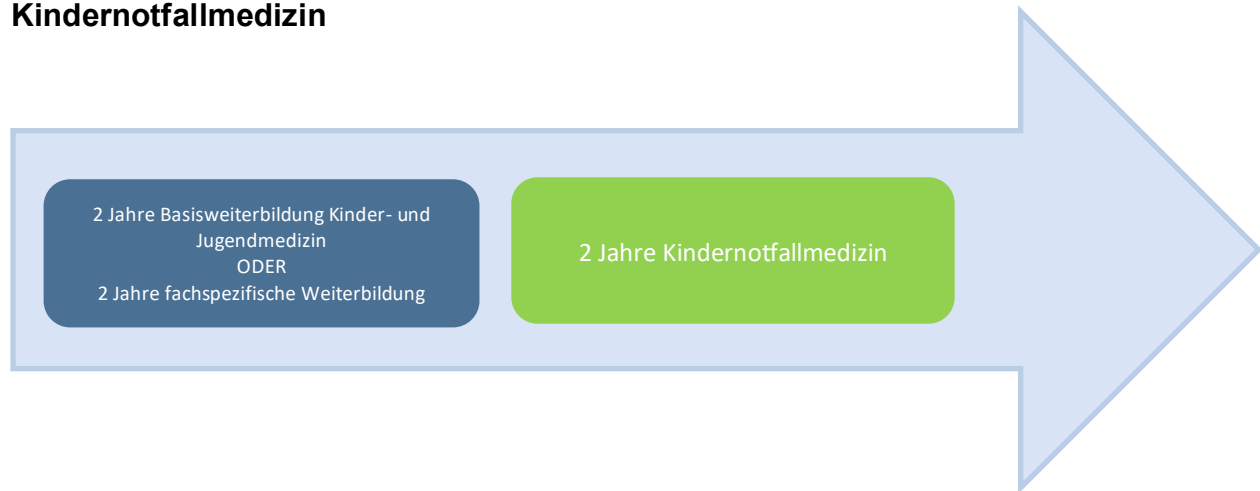 Kindernotfallmedizin
2 Jahre Basisweiterbildung Kinder- und
Jugendmedizin
ODER
2 Jahre fachspezifische Weiterbildung
2 Jahre Kindernotfallmedizin